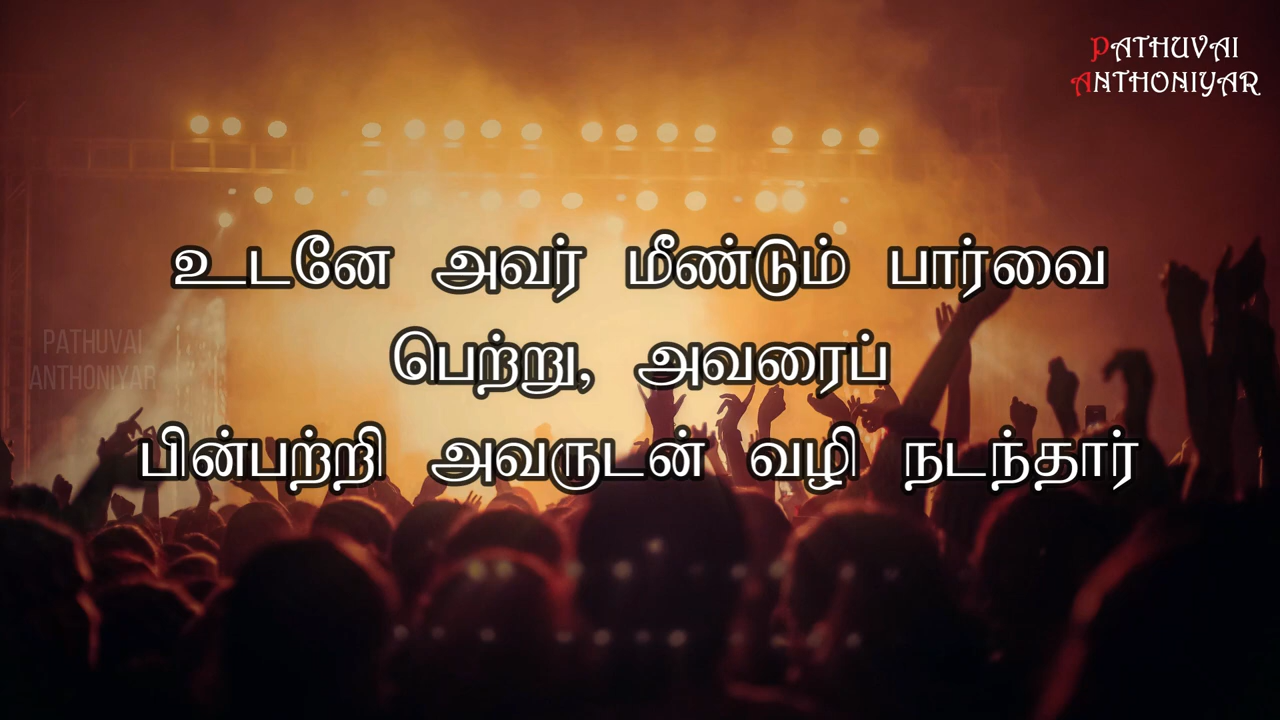 PATHUVAI
ANTHONIYAR
உடனே அவர் மீண்டும் பார்வை
PATHUVAI
ANTHONIYAR
பெற்று, அவரைப்
பின்பற்றி அவருடன் வழி நடந்தார்